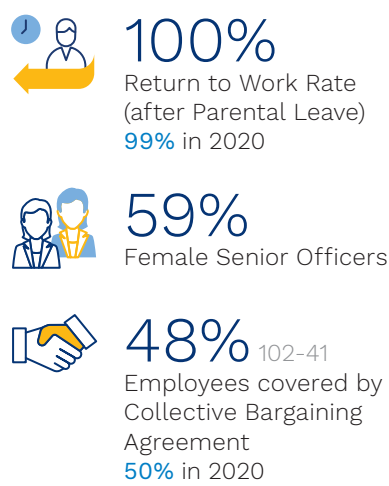 100%
Return to Work Rate
(after Parental Leave)
99% in 2020
59%
Female Senior Officers
48% 102-41
Employees covered by
Collective Bargaining
Agreement
50% in 2020